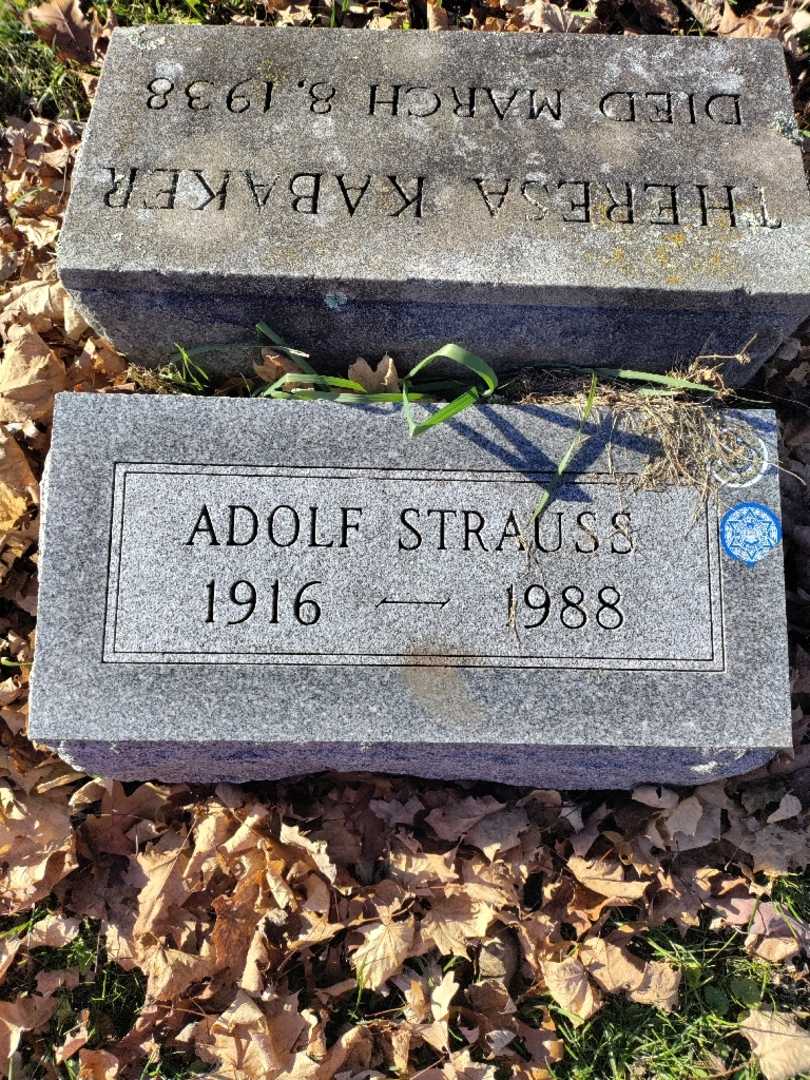 THERESA KABAKER
DIED MARCH 8, 1938
ADOLF STRAUSS
1916 — 1988